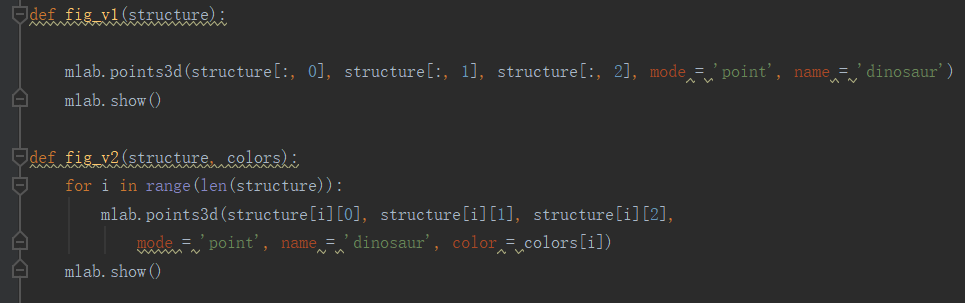 def fig_v1(structure):
    mlab.points3d(structure[:, 0], structure[:, 1], structure[:, 2], mode = 'point', name = 'dinosaur')
    mlab.show()
def fig_v2(structure, colors):
    for i in range(len(structure)):
        mlab.points3d(structure[i][0], structure[i][1], structure[i][2],
            mode = 'point', name = 'dinosaur', color = colors[i])
    mlab.show()